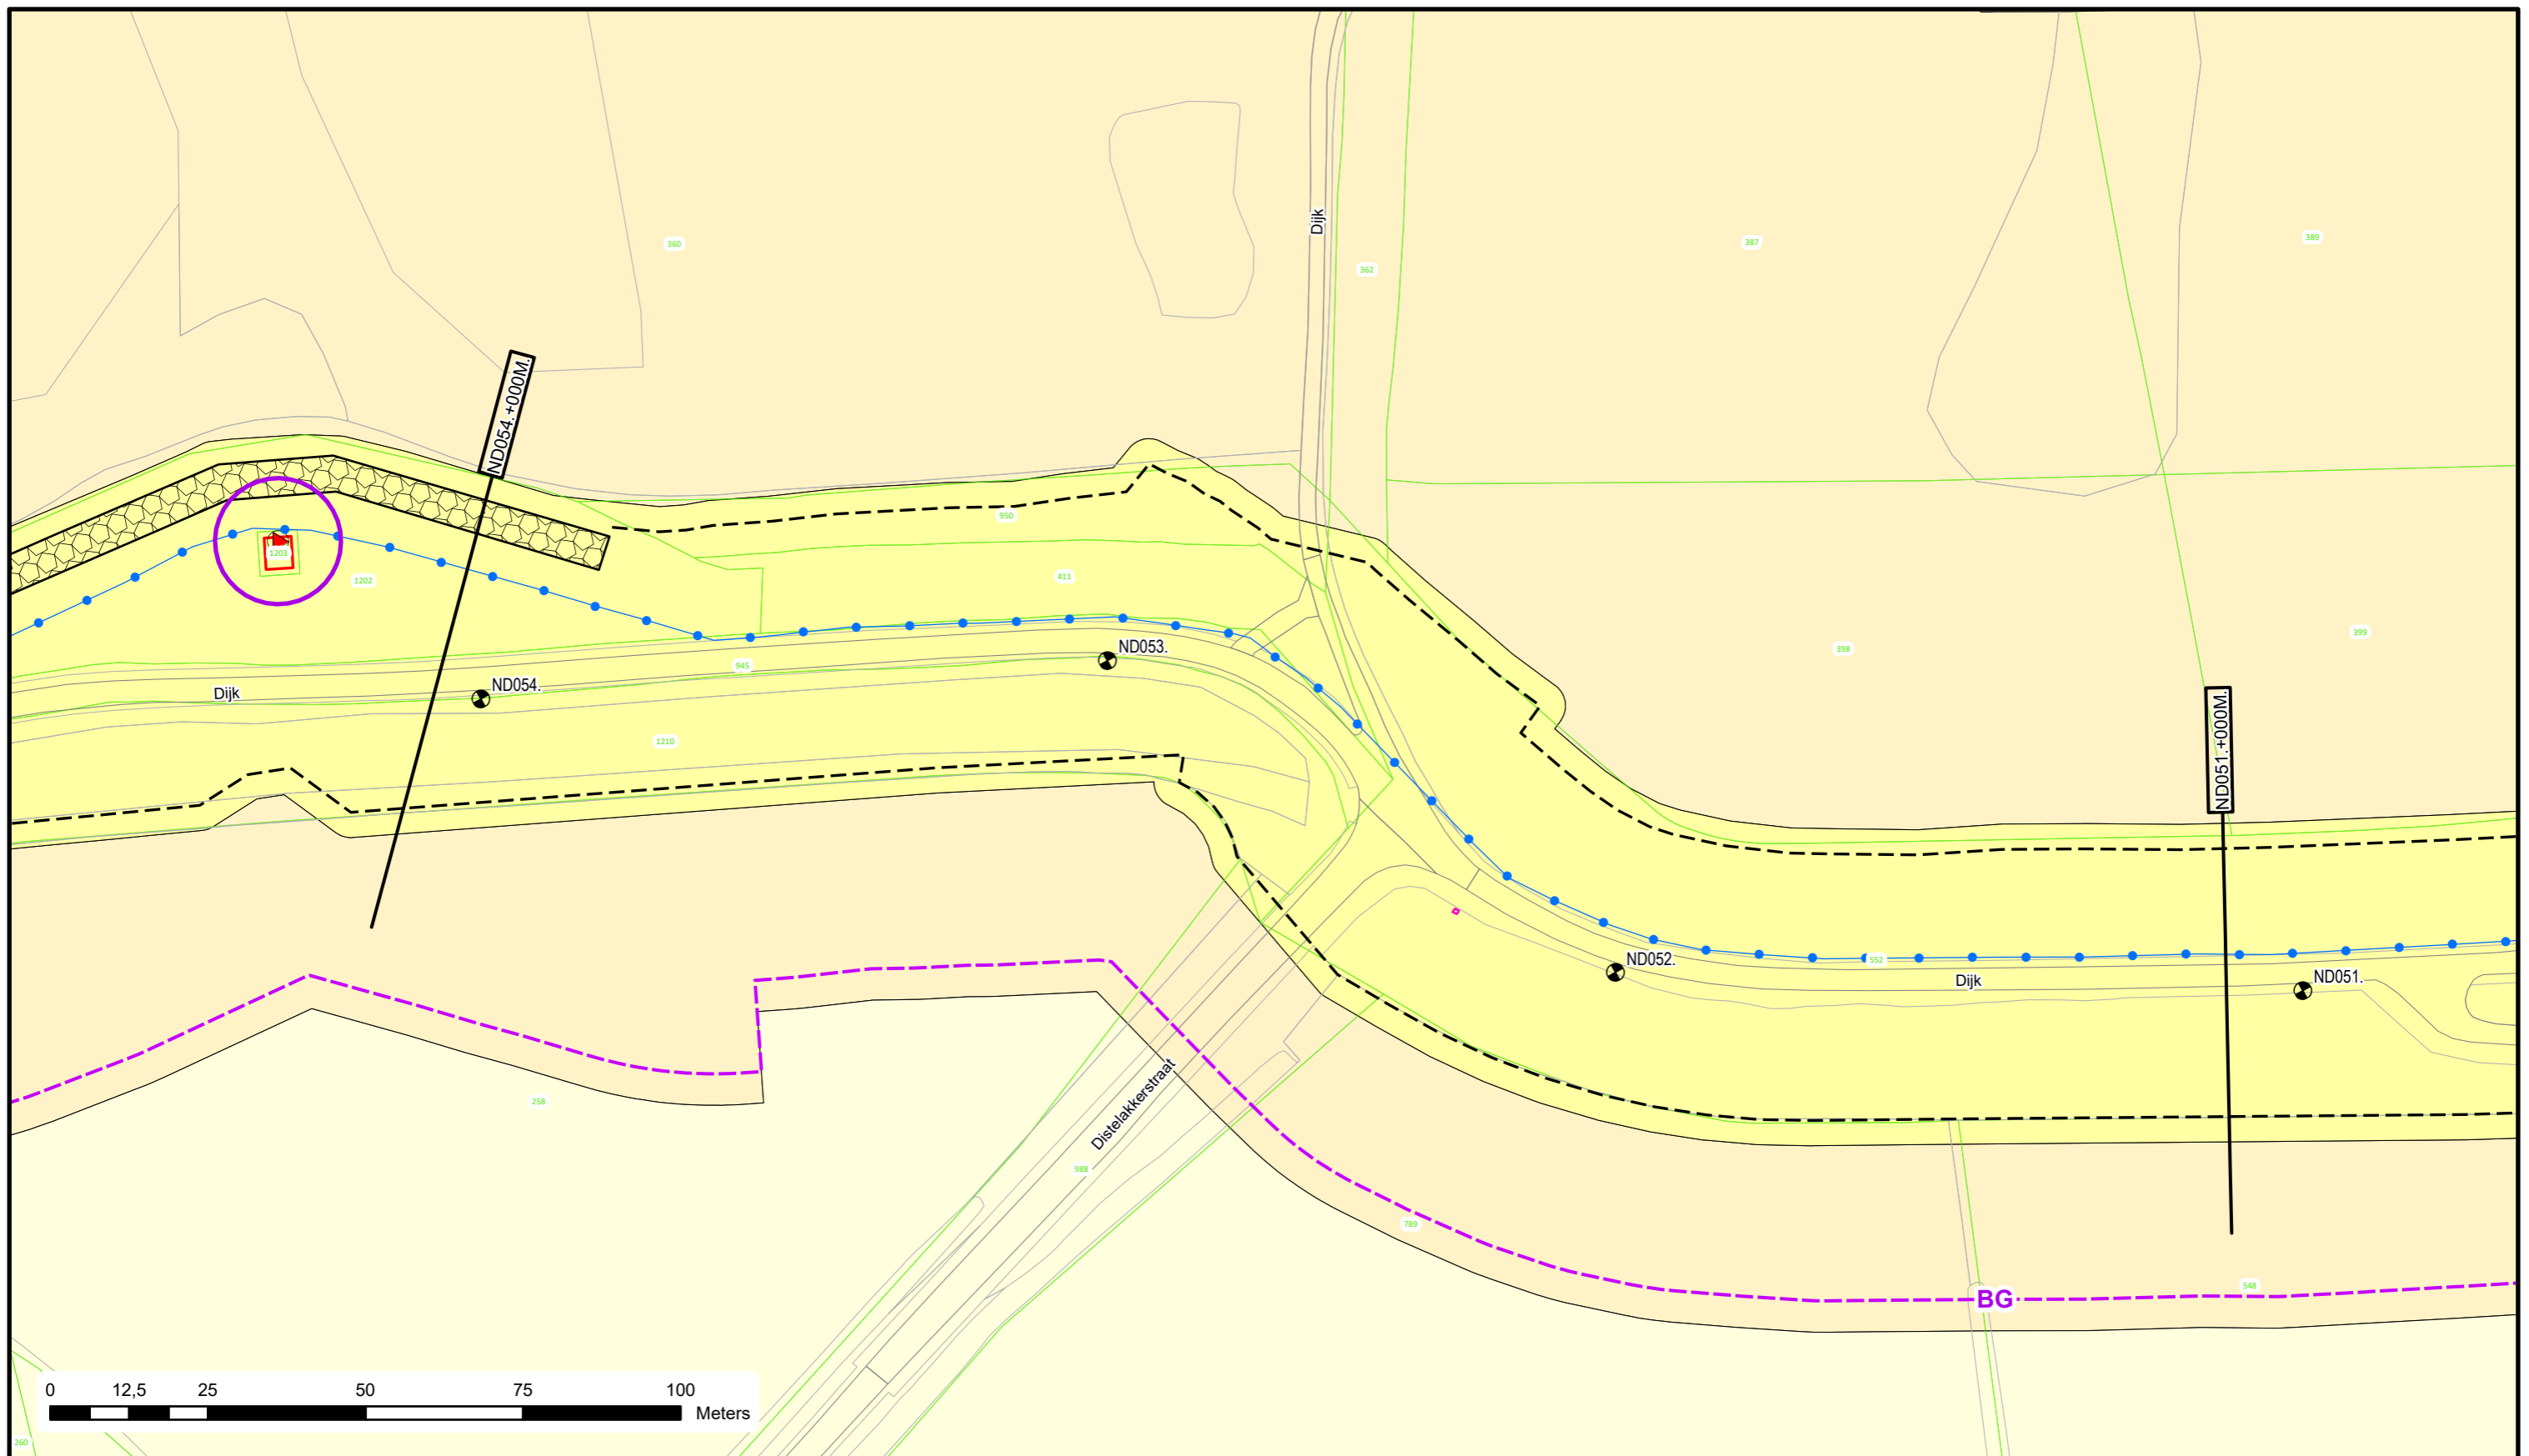 Dijk
389
387
360
362
ND054.+000M.
950
1203
1202
411
399
398
ND053.
945
ND054.
Dijk
1210
ND051.+000M.
552
ND052.
Dijk
ND051.
258
Distelakkerstraat
988
789
548
BG
0 12,5 25 50 75 100
Meters
260